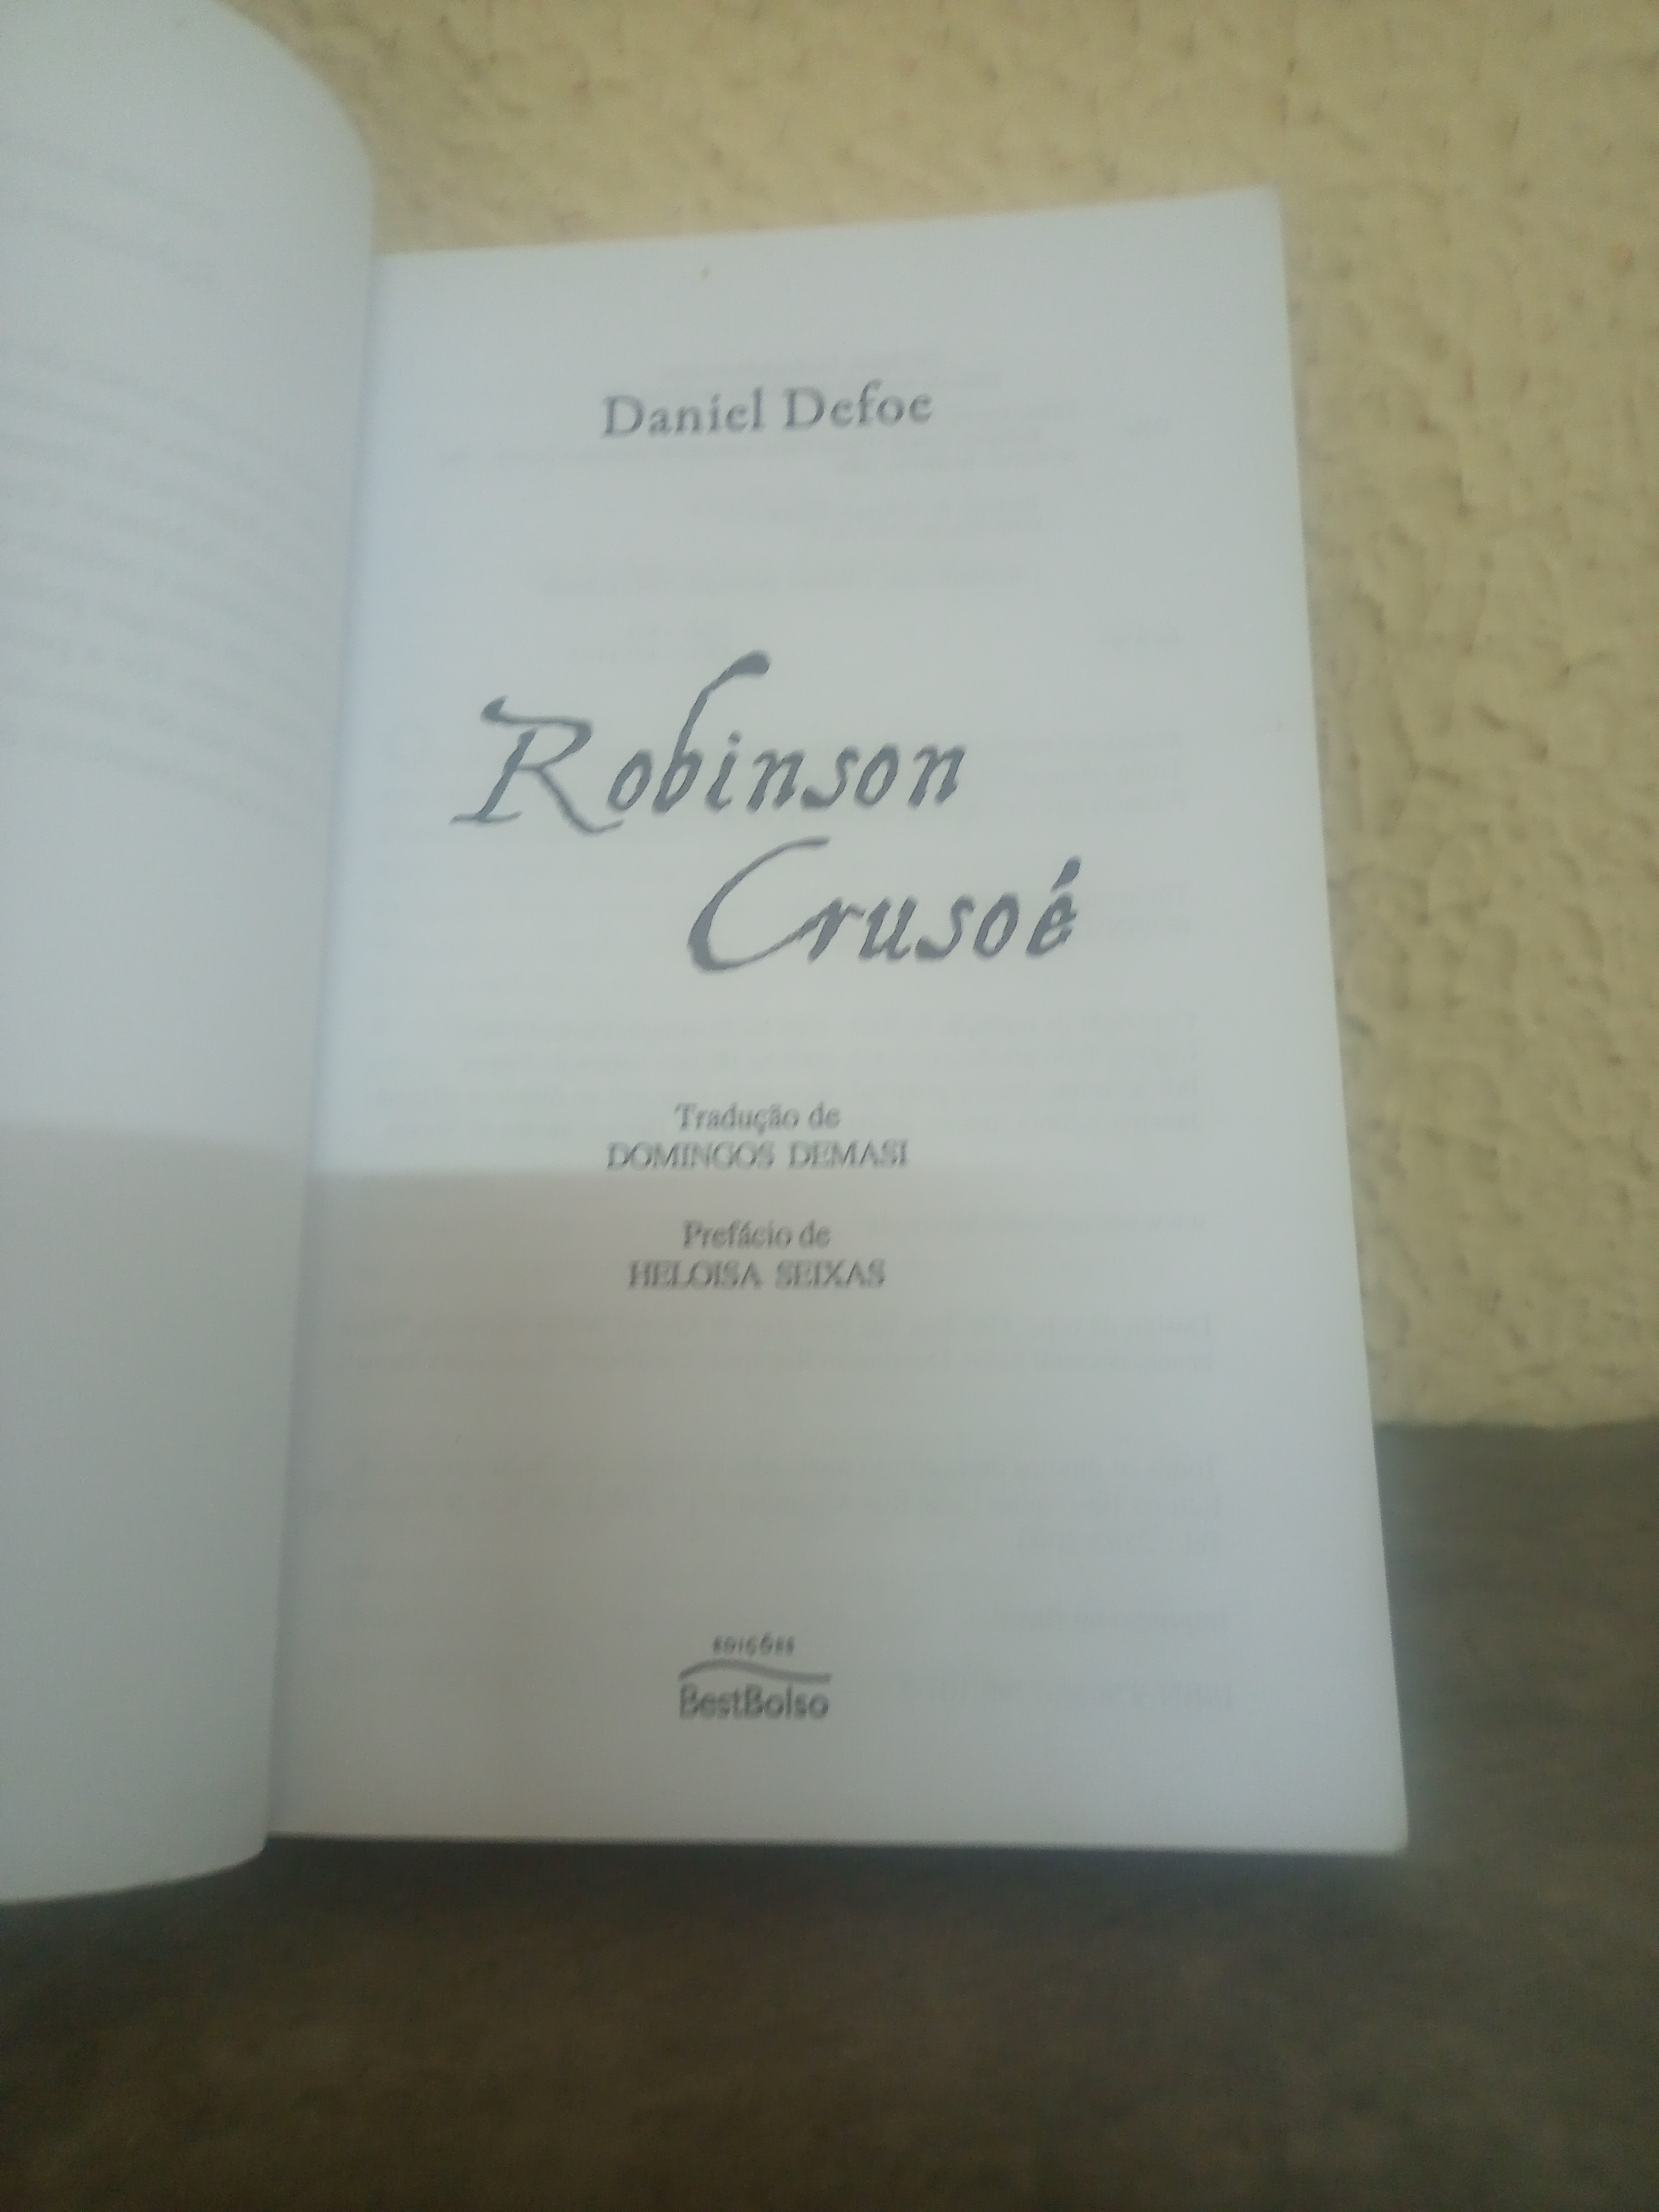 Daniel Defoe
Robinson
Crusoé
Tradução de
DOMINGOS DEMASI
Prefácio de
HELOISA SEIXAS
EDIÇÕES
BestBolso